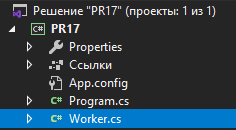 Решение "PR17" (проекты: 1 из 1)
C# PR17
Properties
Ссылки
App.config
C# Program.cs
C# Worker.cs